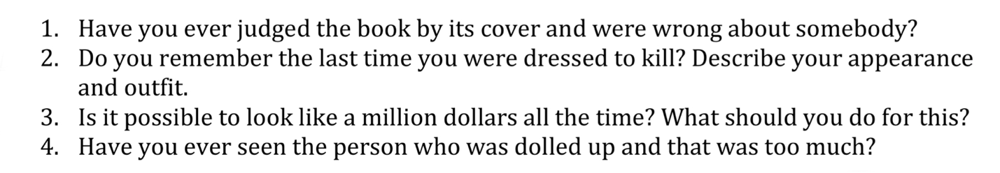 1. Have you ever judged the book by its cover and were wrong about somebody?
2. Do you remember the last time you were dressed to kill? Describe your appearance
and outfit.
3. Is it possible to look like a million dollars all the time? What should you do for this?
4. Have you ever seen the person who was dolled up and that was too much?